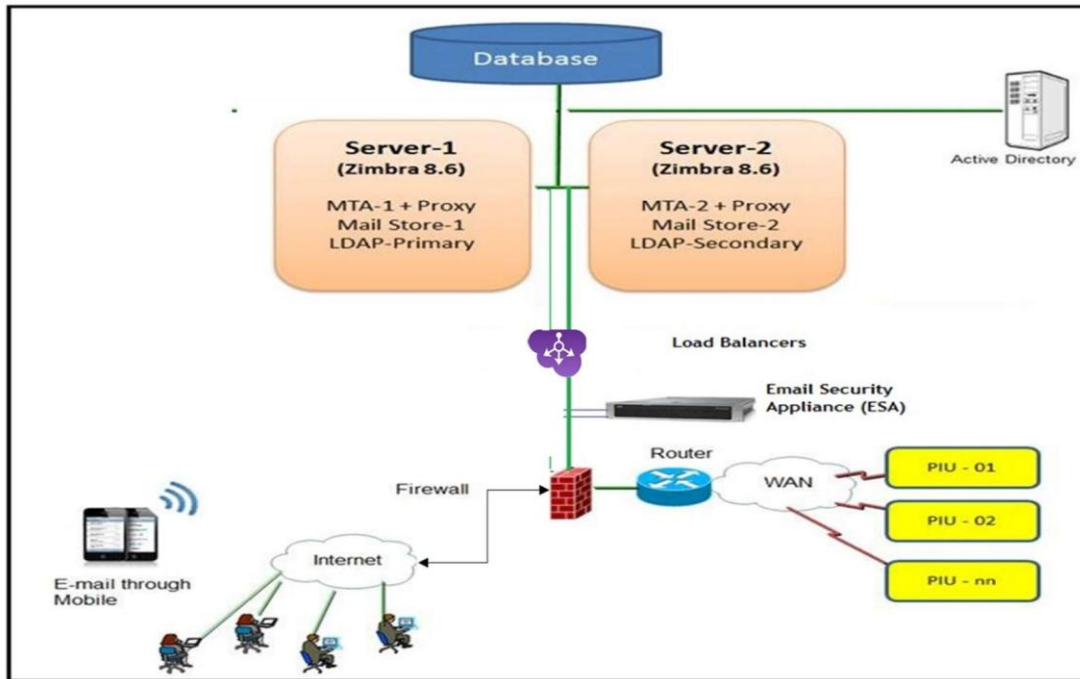 Database
Active Directory
Server-1
(Zimbra 8.6)
MTA-1 + Proxy
Mail Store-1
LDAP-Primary
Server-2
(Zimbra 8.6)
MTA-2 + Proxy
Mail Store-2
LDAP-Secondary
Load Balancers
Email Security
Appliance (ESA)
Router
Firewall
WAN
PIU - 01
PIU - 02
PIU - nn
Internet
E-mail through
Mobile